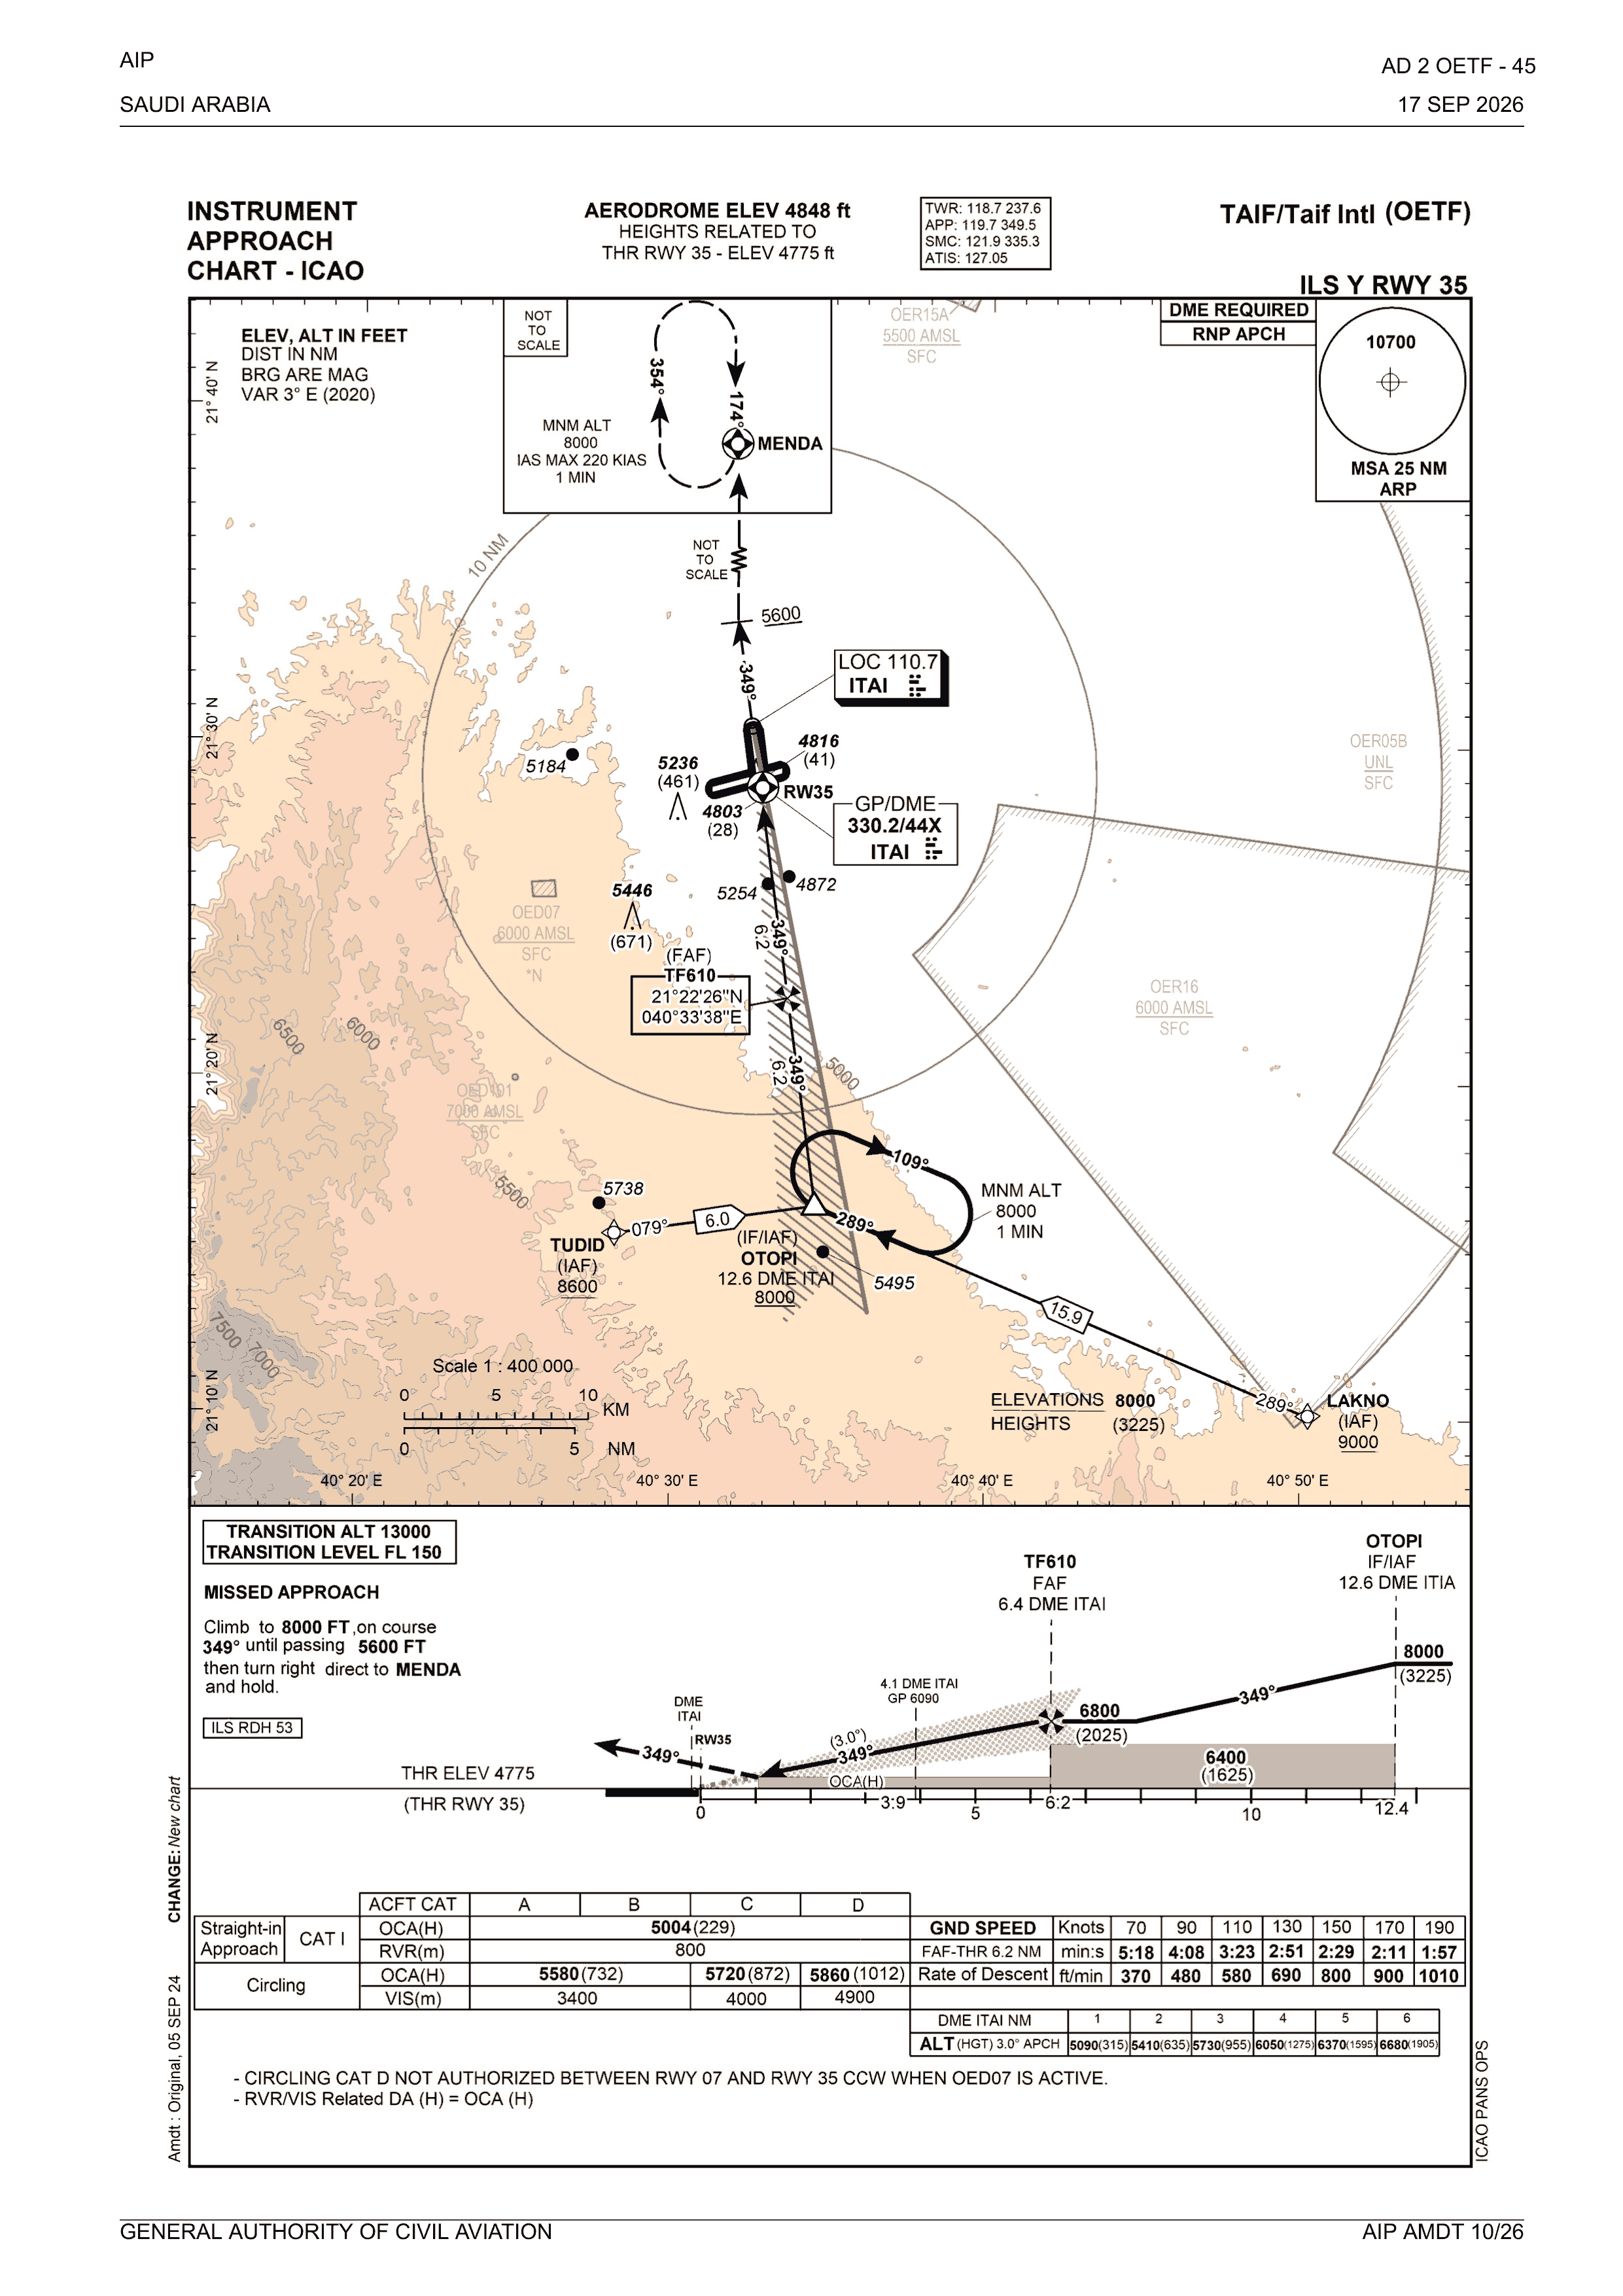 AIP
AD 2 OETF - 45
SAUDI ARABIA
17 SEP 2026
INSTRUMENT
APPROACH
CHART - ICAO
AERODROME ELEV 4848 ft
HEIGHTS RELATED TO
THR RWY 35 - ELEV 4775 ft
TWR: 118.7 237.6
APP: 119.7 349.5
SMC: 121.9 335.3
ATIS: 127.05
TAIF/Taif Intl (OETF)
ILS Y RWY 35
ELEV, ALT IN FEET
DIST IN NM
BRG ARE MAG
VAR 3° E (2020)
NOT
TO
SCALE
MNM ALT
8000
IAS MAX 220 KIAS
1 MIN
354°
174°
MENDA
OER15A
5500 AMSL
SFC
DME REQUIRED
RNP APCH
10700
MSA 25 NM
ARP
21° 40' N
10 NM
NOT
TO
SCALE
5600
349°
LOC 110.7
ITAI
21° 30' N
5184
5236
(461)
4816
(41)
RW35
4803
(28)
GP/DME
330.2/44X
ITAI
OER05B
UNL
SFC
5254
4872
5446
(671)
OED07
6000 AMSL
SFC
*N
349°
6.2
(FAF)
TF610
21°22'26"N
040°33'38"E
OER16
6000 AMSL
SFC
6500
6000
21° 20' N
349°
6.2
5000
OED101
7000 AMSL
SFC
109°
5500
5738
MNM ALT
8000
1 MIN
079°
6.0
289°
TUDID
(IAF)
8600
(IF/IAF)
OTOPI
12.6 DME ITAI
8000
5495
15.9
7500
7000
Scale 1 : 400 000
0 5 10
KM
0 5 NM
21° 10' N
ELEVATIONS 8000
HEIGHTS (3225)
289°
LAKNO
(IAF)
9000
40° 20' E
40° 30' E
40° 40' E
40° 50' E
TRANSITION ALT 13000
TRANSITION LEVEL FL 150
MISSED APPROACH
Climb to 8000 FT, on course
349° until passing 5600 FT
then turn right direct to MENDA
and hold.
ILS RDH 53
TF610
FAF
6.4 DME ITAI
OTOPI
IF/IAF
12.6 DME ITIA
8000
(3225)
349°
4.1 DME ITAI
GP 6090
DME
ITAI
RW35
6800
(2025)
(3.0°)
349°
349°
6400
(1625)
OCA(H)
THR ELEV 4775
(THR RWY 35)
0 3.9 5 6.2 10 12.4
ACFT CAT A B C D
Straight-in
Approach
CAT I
OCA(H) 5004 (229)
RVR(m) 800
Circling
OCA(H) 5580 (732) 5720 (872) 5860 (1012)
VIS(m) 3400 4000 4900
GND SPEED Knots 70 90 110 130 150 170 190
FAF-THR 6.2 NM min:s 5:18 4:08 3:23 2:51 2:29 2:11 1:57
Rate of Descent ft/min 370 480 580 690 800 900 1010
DME ITAI NM 1 2 3 4 5 6
ALT (HGT) 3.0° APCH 5090(315) 5410(635) 5730(955) 6050(1275) 6370(1595) 6680(1905)
- CIRCLING CAT D NOT AUTHORIZED BETWEEN RWY 07 AND RWY 35 CCW WHEN OED07 IS ACTIVE.
- RVR/VIS Related DA (H) = OCA (H)
CHANGE: New chart
Amdt : Original, 05 SEP 24
ICAO PANS OPS
GENERAL AUTHORITY OF CIVIL AVIATION
AIP AMDT 10/26